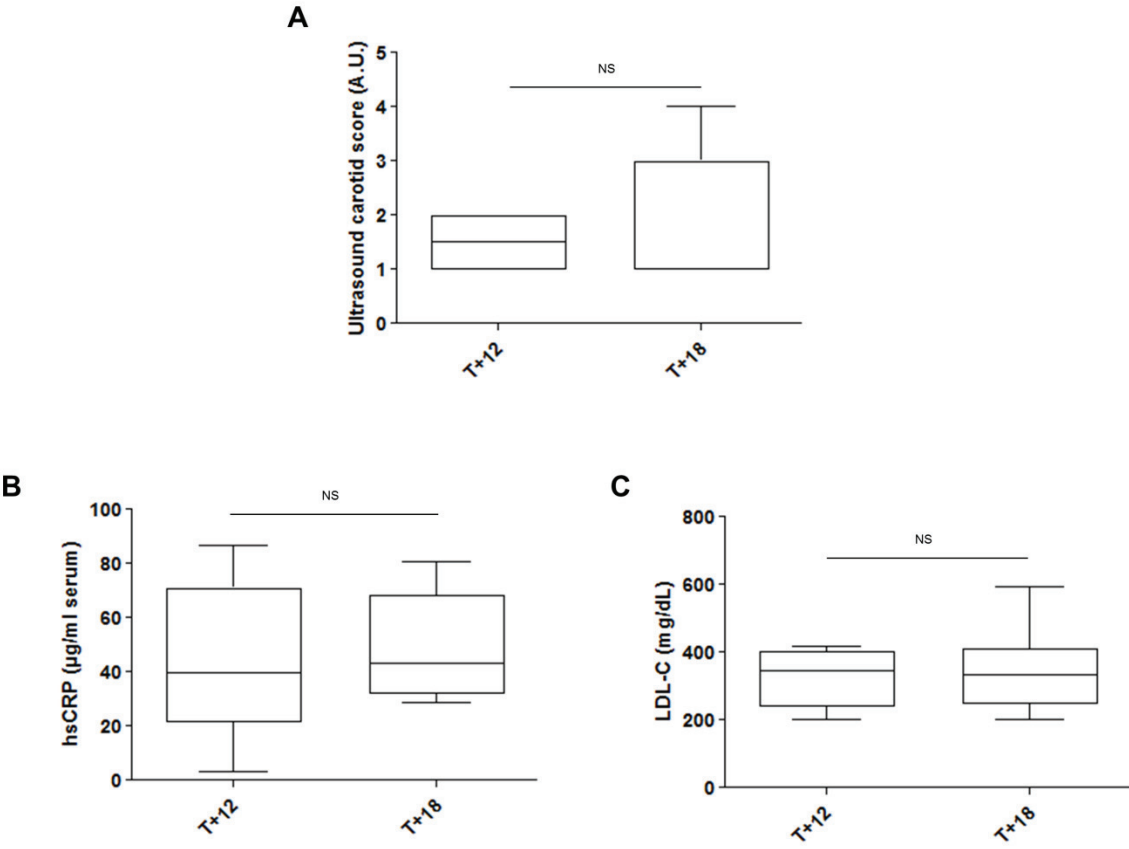 A
Ultrasound carotid score (A.U.)
5
4
3
2
1
0
NS
T+12
T+18
B
hsCRP (µg/ml serum)
100
80
60
40
20
0
NS
T+12
T+18
C
LDL-C (mg/dL)
800
600
400
200
0
NS
T+12
T+18